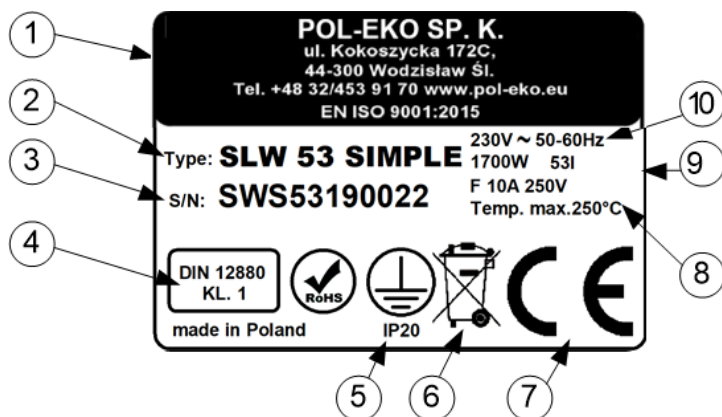 POL-EKO SP. K.
ul. Kokoszycka 172C,
44-300 Wodzisław Śl.
Tel. +48 32/453 91 70 www.pol-eko.eu
EN ISO 9001:2015
1
2
3
4
Type: SLW 53 SIMPLE
S/N: SWS53190022
230V ~ 50-60Hz
1700W 53l
F 10A 250V
Temp. max.250°C
10
9
8
DIN 12880
KL. 1
RoHS
IP20
CE
made in Poland
5
6
7